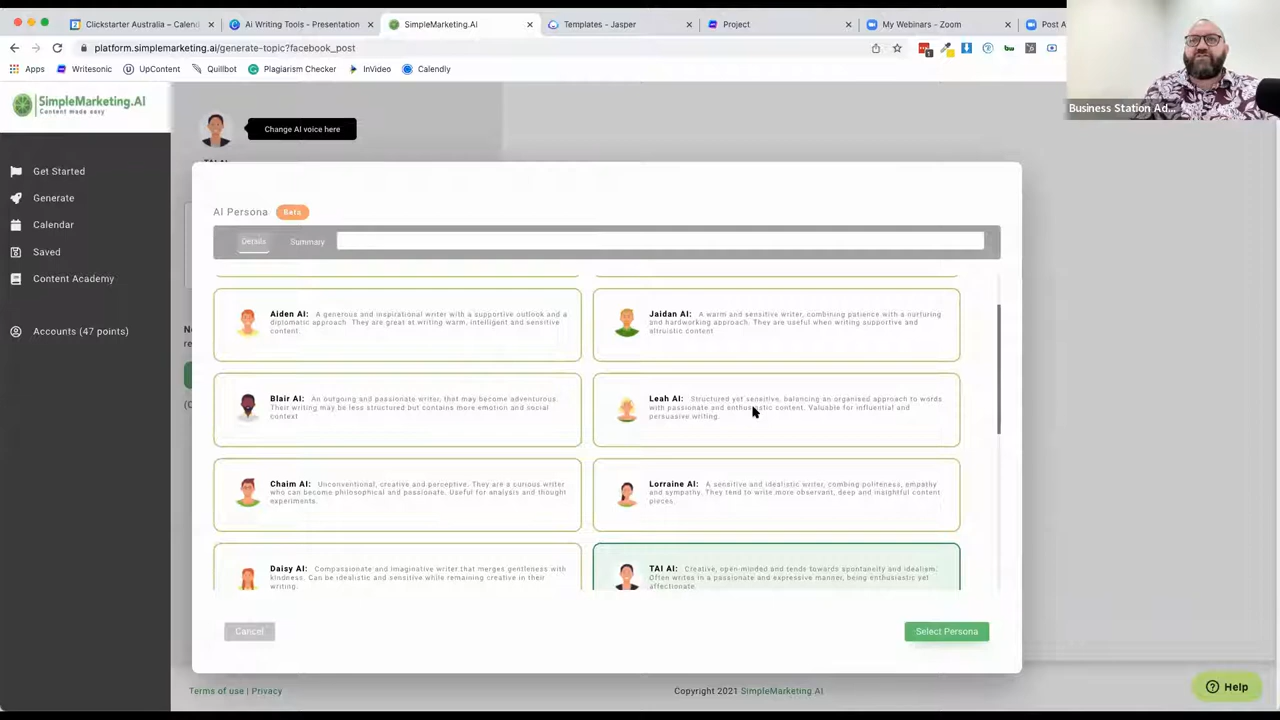 Clickstarter Australia – Calend
Ai Writing Tools - Presentation
SimpleMarketing.AI
Templates - Jasper
Project
My Webinars - Zoom
Post A
platform.simplemarketing.ai/generate-topic?facebook_post
Apps
Writesonic
UpContent
Quillbot
Plagiarism Checker
InVideo
Calendly
Business Station Ad...
SimpleMarketing.AI
Content made easy
Change AI voice here
Get Started
Generate
Calendar
Saved
Content Academy
Accounts (47 points)
AI Persona Beta
Details Summary
Aiden AI: A generous and inspirational writer with a supportive outlook and a
diplomatic approach. They are great at writing warm, intelligent and sensitive
content.
Jaidan AI: A warm and sensitive writer, combining patience with a nurturing
and hardworking approach. They are useful when writing supportive and
altruistic content
Blair AI: An outgoing and passionate writer, that may become adventurous.
Their writing may be less structured but contains more emotion and social
context
Leah AI: Structured yet sensitive, balancing an organised approach to words
with passionate and enthusiastic content. Valuable for influential and
persuasive writing.
Chaim AI: Unconventional, creative and perceptive. They are a curious writer
who can become philosophical and passionate. Useful for analysis and thought
experiments.
Lorraine AI: A sensitive and idealistic writer, combing politeness, empathy
and sympathy. They tend to write more observant, deep and insightful content
pieces.
Daisy AI: Compassionate and imaginative writer that merges gentleness with
kindness. Can be idealistic and sensitive while remaining creative in their
writing.
TAI AI: Creative, open-minded and tends towards spontaneity and idealism.
Often writes in a passionate and expressive manner, being enthusiastic yet
affectionate.
Cancel
Select Persona
Terms of use | Privacy
Copyright 2021 SimpleMarketing.AI
Help